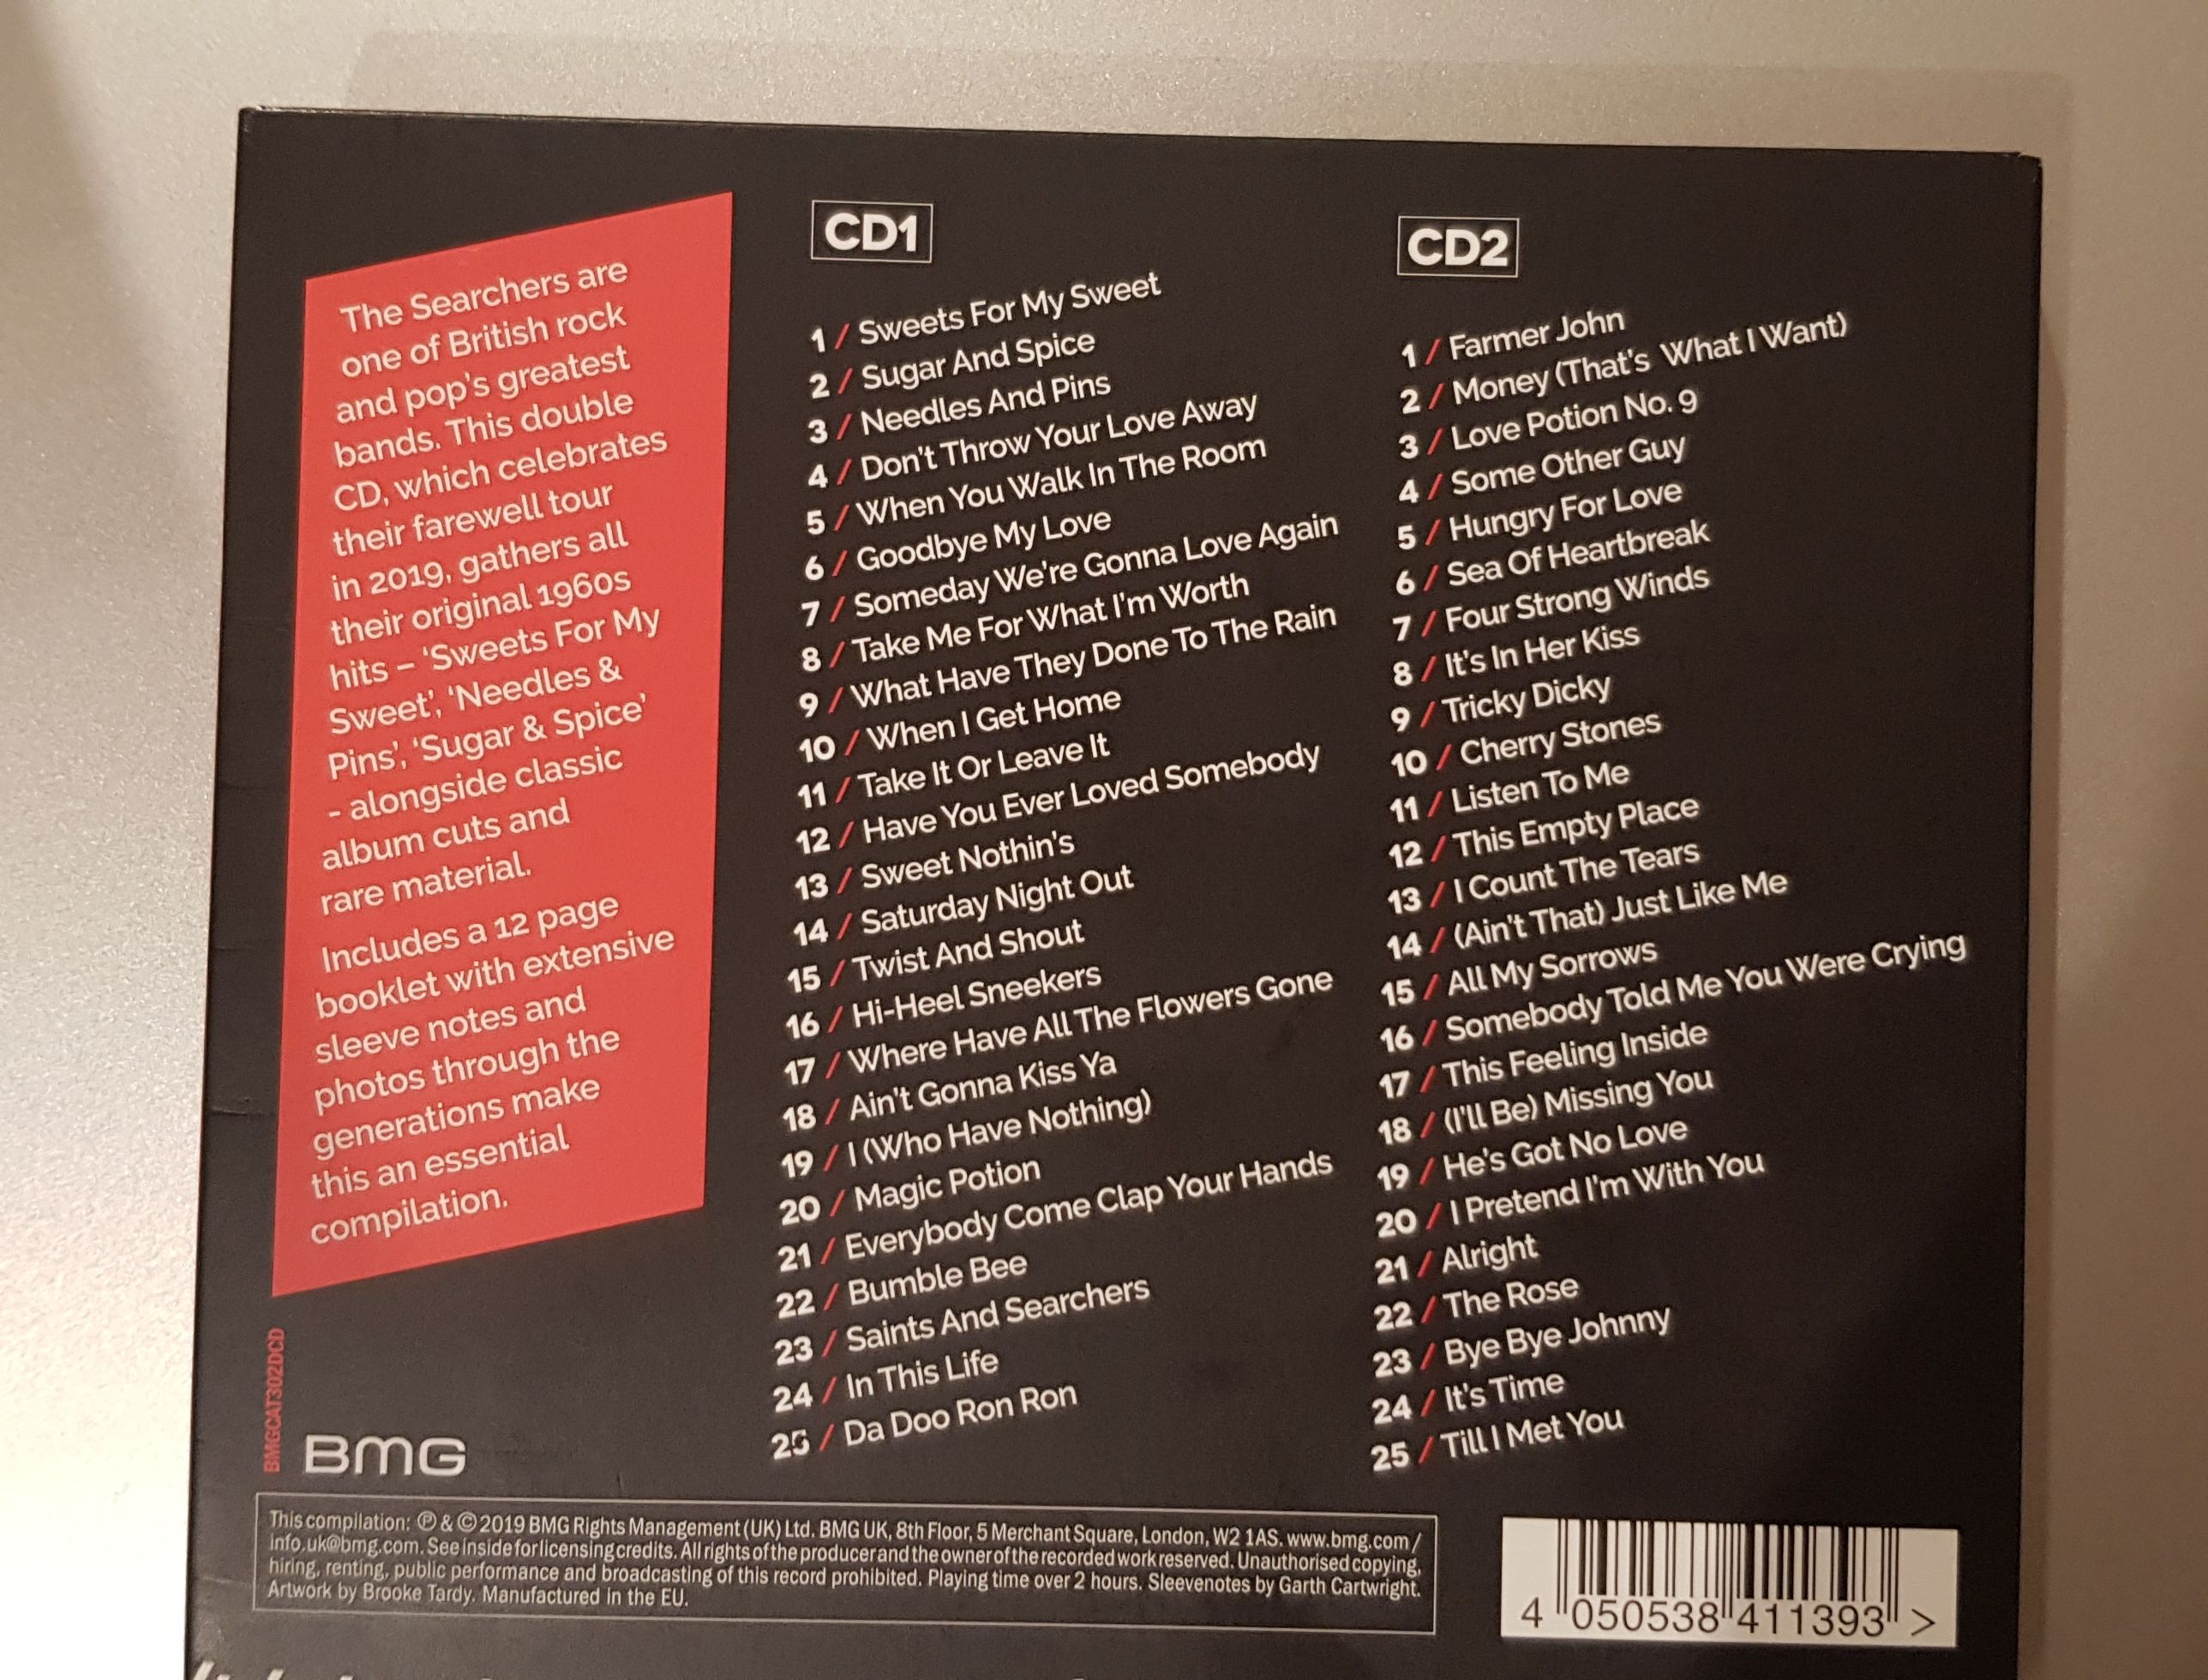 The Searchers are
one of British rock
and pop's greatest
bands. This double
CD, which celebrates
their farewell tour
in 2019, gathers all
their original 1960s
hits – 'Sweets For My
Sweet', 'Needles &
Pins', 'Sugar & Spice'
- alongside classic
album cuts and
rare material.
Includes a 12 page
booklet with extensive
sleeve notes and
photos through the
generations make
this an essential
compilation.
CD1
1 / Sweets For My Sweet
2 / Sugar And Spice
3 / Needles And Pins
4 / Don't Throw Your Love Away
5 / When You Walk In The Room
6 / Goodbye My Love
7 / Someday We're Gonna Love Again
8 / Take Me For What I'm Worth
9 / What Have They Done To The Rain
10 / When I Get Home
11 / Take It Or Leave It
12 / Have You Ever Loved Somebody
13 / Sweet Nothin's
14 / Saturday Night Out
15 / Twist And Shout
16 / Hi-Heel Sneekers
17 / Where Have All The Flowers Gone
18 / Ain't Gonna Kiss Ya
19 / I (Who Have Nothing)
20 / Magic Potion
21 / Everybody Come Clap Your Hands
22 / Bumble Bee
23 / Saints And Searchers
24 / In This Life
25 / Da Doo Ron Ron
CD2
1 / Farmer John
2 / Money (That's What I Want)
3 / Love Potion No. 9
4 / Some Other Guy
5 / Hungry For Love
6 / Sea Of Heartbreak
7 / Four Strong Winds
8 / It's In Her Kiss
9 / Tricky Dicky
10 / Cherry Stones
11 / Listen To Me
12 / This Empty Place
13 / I Count The Tears
14 / (Ain't That) Just Like Me
15 / All My Sorrows
16 / Somebody Told Me You Were Crying
17 / This Feeling Inside
18 / (I'll Be) Missing You
19 / He's Got No Love
20 / I Pretend I'm With You
21 / Alright
22 / The Rose
23 / Bye Bye Johnny
24 / It's Time
25 / Till I Met You
BMGCAT302DCD
BMG
This compilation: ℗ & © 2019 BMG Rights Management (UK) Ltd. BMG UK, 8th Floor, 5 Merchant Square, London, W2 1AS. www.bmg.com /
info.uk@bmg.com. See inside for licensing credits. All rights of the producer and the owner of the recorded work reserved. Unauthorised copying,
hiring, renting, public performance and broadcasting of this record prohibited. Playing time over 2 hours. Sleevenotes by Garth Cartwright.
Artwork by Brooke Tardy. Manufactured in the EU.
4 050538 411393 >